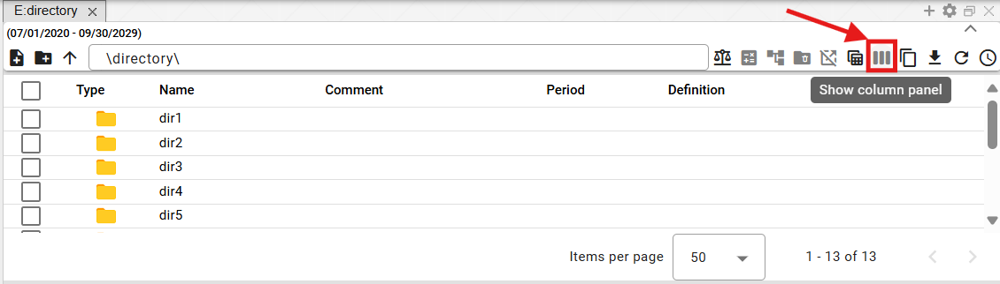 E:directory
(07/01/2020 - 09/30/2029)
\directory\
Show column panel
Type Name Comment Period Definition
dir1
dir2
dir3
dir4
dir5
Items per page 50 1 - 13 of 13